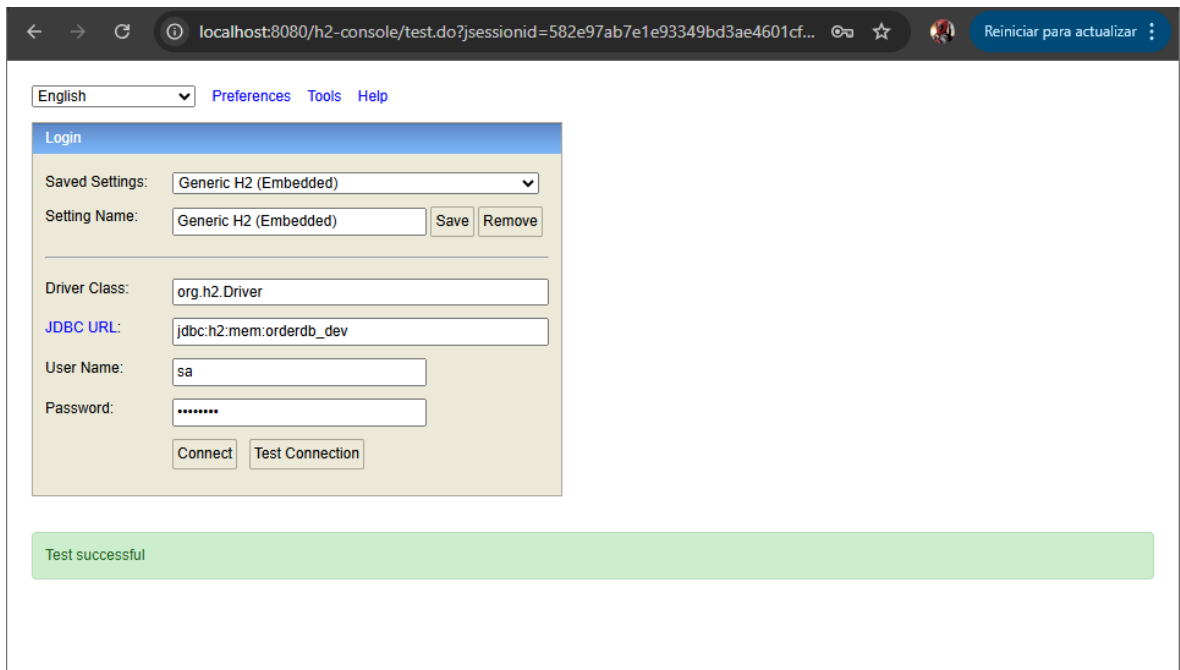 localhost:8080/h2-console/test.do?jsessionid=582e97ab7e1e93349bd3ae4601cf... Reiniciar para actualizar
English Preferences Tools Help
Login
Saved Settings: Generic H2 (Embedded)
Setting Name: Generic H2 (Embedded) Save Remove
Driver Class: org.h2.Driver
JDBC URL: jdbc:h2:mem:orderdb_dev
User Name: sa
Password: ••••••••
Connect Test Connection
Test successful